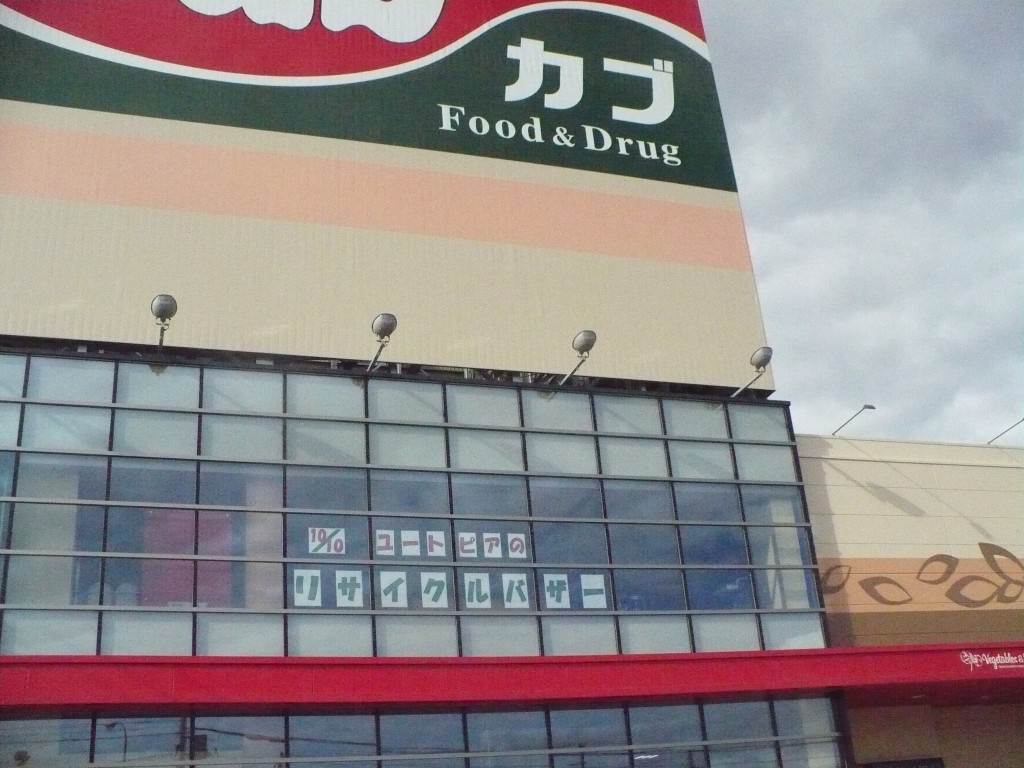 カブ
Food & Drug
10/10 ユートピアの
リサイクルバザー
Vegetables &